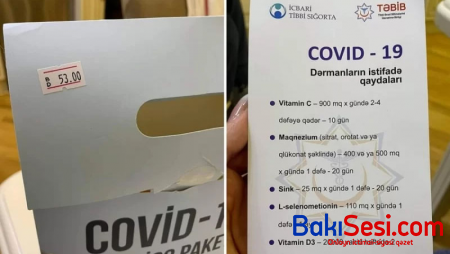 ₼ 53.00
COVİD-1
PAKE
İCBARİ
TİBBİ SIĞORTA
TƏBİB
COVID - 19
Dərmanların istifadə
qaydaları
• Vitamin C – 900 mq x gündə 2-4
dəfəyə qədər – 10 gün
• Maqnezium (sitrat, orotat və ya
qlükonat şəklində) – 400 və ya 500 mq
x gündə 1 dəfə - 20 gün
• Sink – 25 mq x gündə 1 dəfə - 20 gün
• L-selenometionin – 110 mq x gündə 1
dəfə
• Vitamin D3
BakıSesi.com